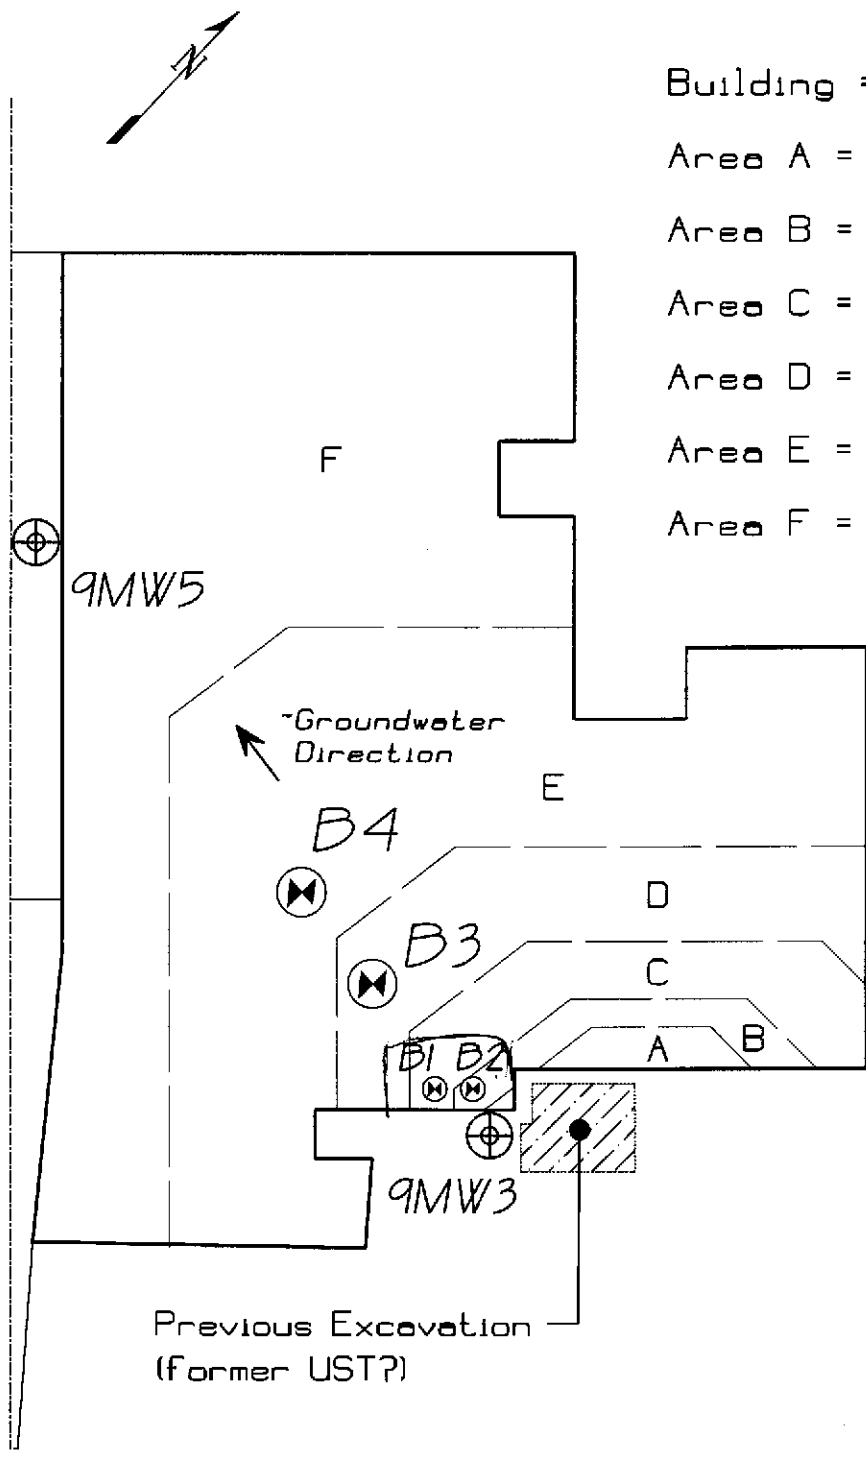 N
Building =
Area A =
Area B =
Area C =
Area D =
Area E =
Area F =
F
9MW5
~Groundwater
Direction
E
B4
D
B3
C
B1 B2
A
B
9MW3
Previous Excavation
(former UST?)